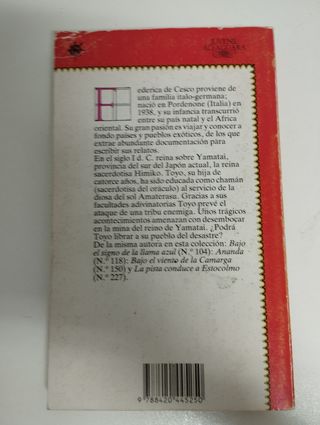 JUVENIL
ALFAGUARA
Federica de Cesco proviene de
una familia italo-germana;
nació en Pordenone (Italia) en
1938, y su infancia transcurrió
entre su país natal y el Africa
oriental. Su gran pasión es viajar y conocer a
fondo países y pueblos exóticos, de los que
extrae abundante documentación para
escribir sus relatos.
En el siglo I d. C. reina sobre Yamatai,
provincia del sur del Japón actual, la reina
sacerdotisa Himiko. Toyo, su hija de
catorce años, ha sido educada como chamán
(sacerdotisa del oráculo) al servicio de la
diosa del sol Amaterasu. Gracias a sus
facultades adivinatorias Toyo prevé el
ataque de una tribu enemiga. Unos trágicos
acontecimientos amenazan con desembocar
en la mina del reino de Yamatai. ¿Podrá
Toyo librar a su pueblo del desastre?
De la misma autora en esta colección: Bajo
el signo de la llama azul (N.º 104); Ananda
(N.º 118); Bajo el viento de la Camarga
(N.º 150) y La pista conduce a Estocolmo
(N.º 227).
9 788420 445250